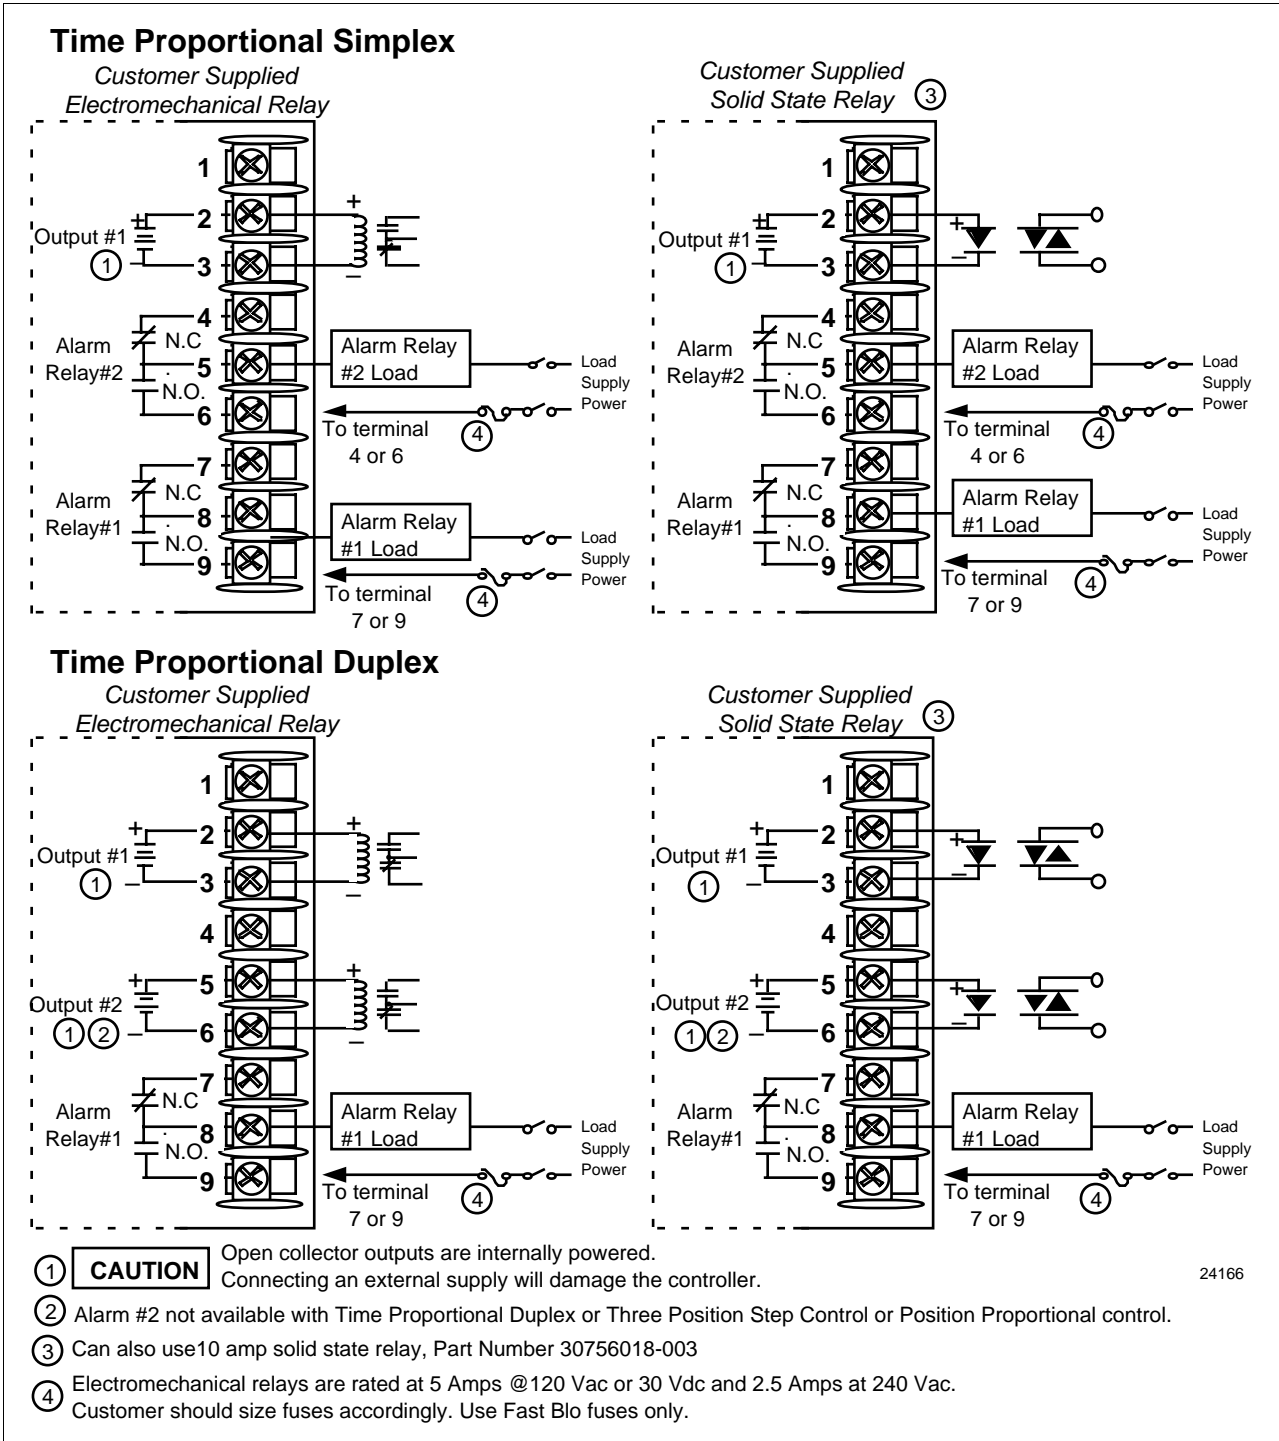 Time Proportional Simplex
Customer Supplied
Electromechanical Relay
1
2
3
4
5
6
7
8
9
+
Output #1
1
–
+
–
N.C
Alarm
Relay#2
N.O.
Alarm Relay
#2 Load
Load
Supply
Power
To terminal
4 or 6
4
N.C
Alarm
Relay#1
N.O.
Alarm Relay
#1 Load
Load
Supply
Power
To terminal
7 or 9
4
Customer Supplied
Solid State Relay
3
1
2
3
4
5
6
7
8
9
+
Output #1
1
–
+
–
N.C
Alarm
Relay#2
N.O.
Alarm Relay
#2 Load
Load
Supply
Power
To terminal
4 or 6
4
N.C
Alarm
Relay#1
N.O.
Alarm Relay
#1 Load
Load
Supply
Power
To terminal
7 or 9
4
Time Proportional Duplex
Customer Supplied
Electromechanical Relay
1
2
3
4
5
6
7
8
9
+
Output #1
1
–
+
–
+
Output #2
1 2
–
+
–
N.C
Alarm
Relay#1
N.O.
Alarm Relay
#1 Load
Load
Supply
Power
To terminal
7 or 9
4
Customer Supplied
Solid State Relay
3
1
2
3
4
5
6
7
8
9
+
Output #1
1
–
+
–
+
Output #2
1 2
–
+
–
N.C
Alarm
Relay#1
N.O.
Alarm Relay
#1 Load
Load
Supply
Power
To terminal
7 or 9
4
1 CAUTION Open collector outputs are internally powered.
Connecting an external supply will damage the controller.
24166
2 Alarm #2 not available with Time Proportional Duplex or Three Position Step Control or Position Proportional control.
3 Can also use10 amp solid state relay, Part Number 30756018-003
4 Electromechanical relays are rated at 5 Amps @120 Vac or 30 Vdc and 2.5 Amps at 240 Vac.
Customer should size fuses accordingly. Use Fast Blo fuses only.